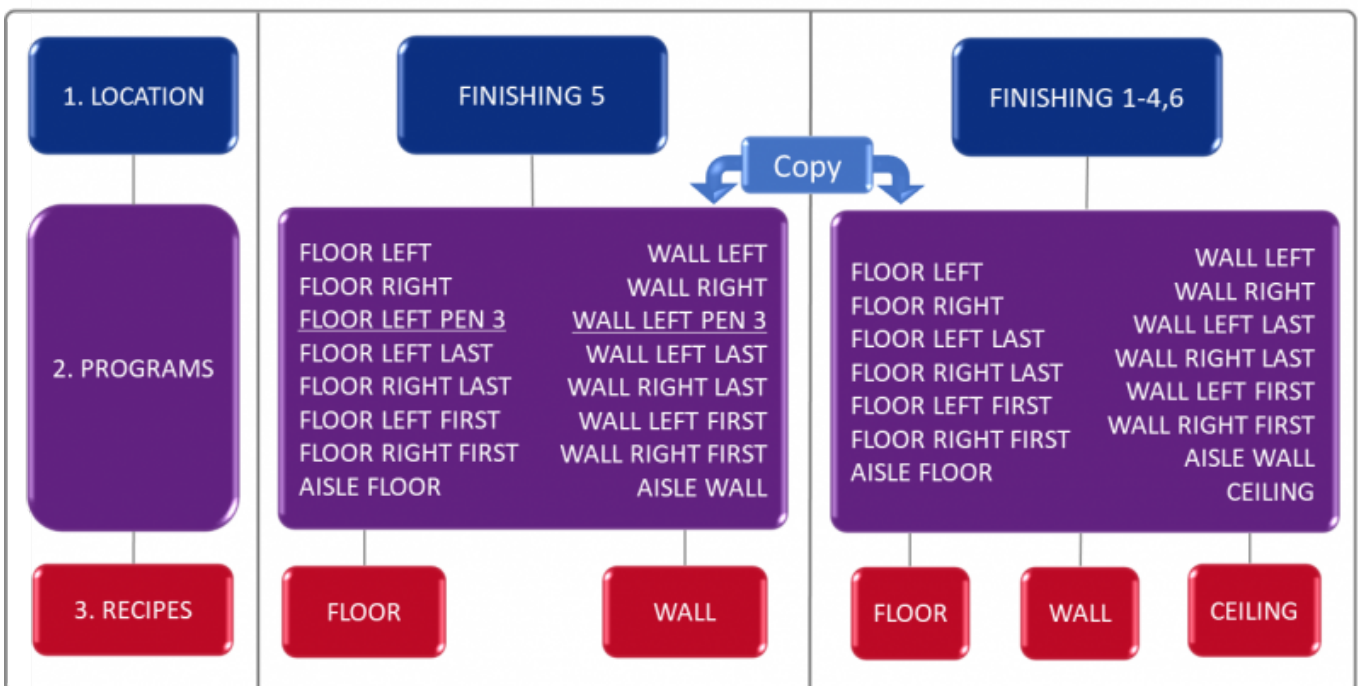 1. LOCATION
FINISHING 5
FINISHING 1-4,6
Copy
2. PROGRAMS
FLOOR LEFT
FLOOR RIGHT
FLOOR LEFT PEN 3
FLOOR LEFT LAST
FLOOR RIGHT LAST
FLOOR LEFT FIRST
FLOOR RIGHT FIRST
AISLE FLOOR
WALL LEFT
WALL RIGHT
WALL LEFT PEN 3
WALL LEFT LAST
WALL RIGHT LAST
WALL LEFT FIRST
WALL RIGHT FIRST
AISLE WALL
FLOOR LEFT
FLOOR RIGHT
FLOOR LEFT LAST
FLOOR RIGHT LAST
FLOOR LEFT FIRST
FLOOR RIGHT FIRST
AISLE FLOOR
WALL LEFT
WALL RIGHT
WALL LEFT LAST
WALL RIGHT LAST
WALL LEFT FIRST
WALL RIGHT FIRST
AISLE WALL
CEILING
3. RECIPES
FLOOR
WALL
FLOOR
WALL
CEILING